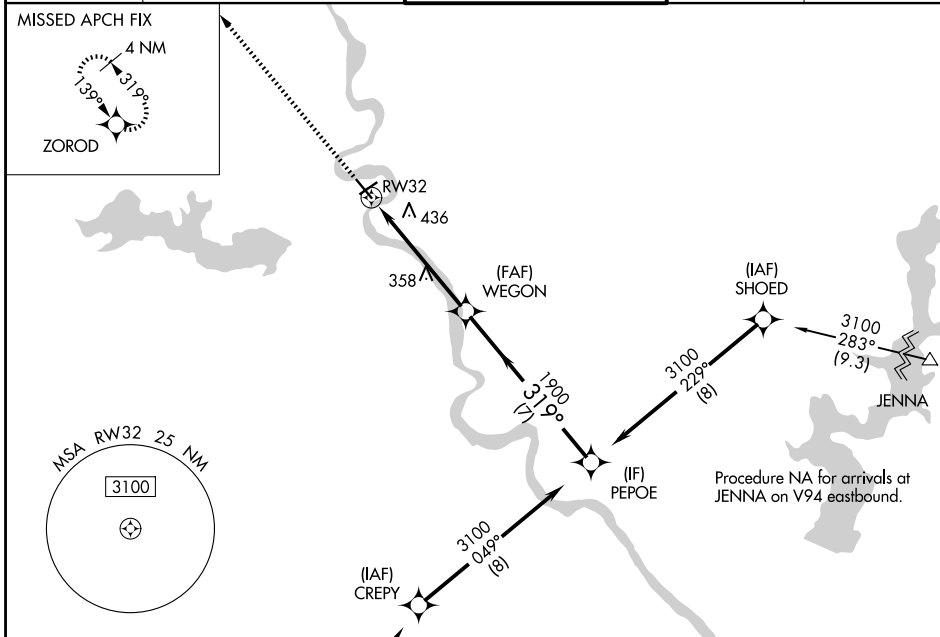 MISSED APCH FIX
4 NM
139°
319°
ZOROD
RW32
436
358
(FAF)
WEGON
(IAF)
SHOED
3100
283°
(9.3)
JENNA
3100
229°
(8)
1900
319°
(7)
(IF)
PEPOE
Procedure NA for arrivals at
JENNA on V94 eastbound.
MSA RW32 25 NM
3100
3100
049°
(8)
(IAF)
CREPY